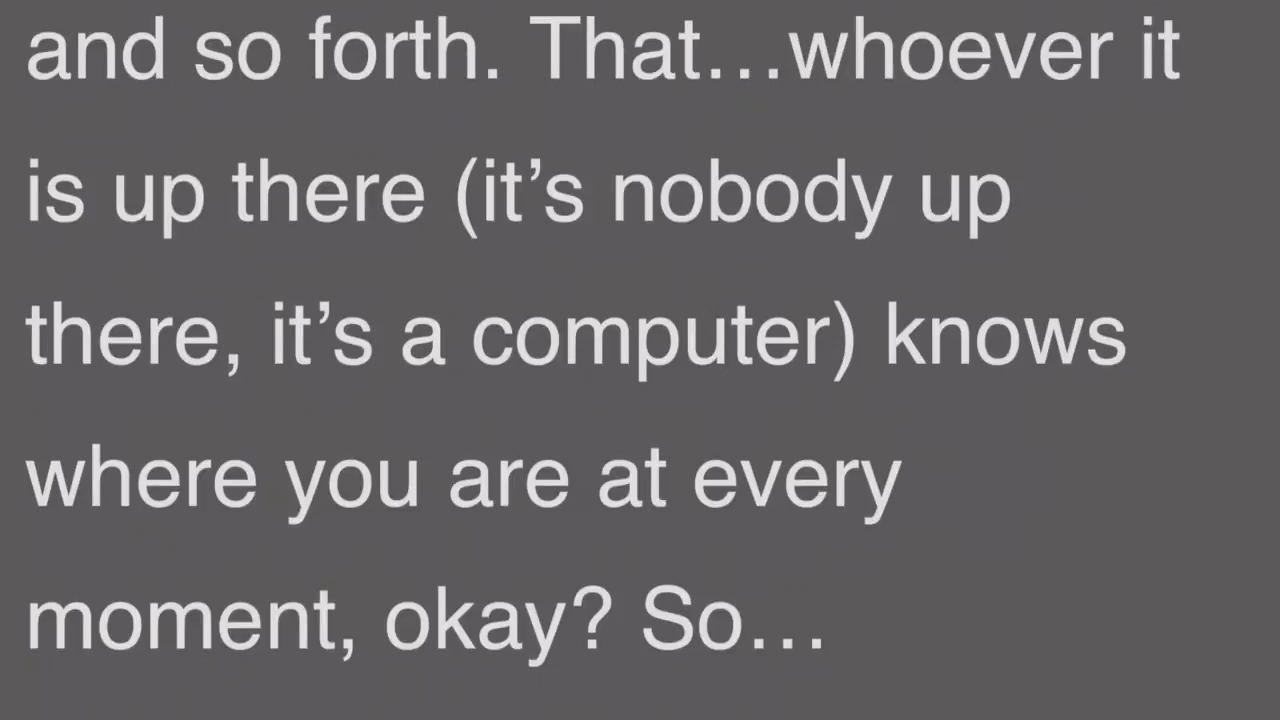 and so forth. That…whoever it
is up there (it’s nobody up
there, it’s a computer) knows
where you are at every
moment, okay? So…